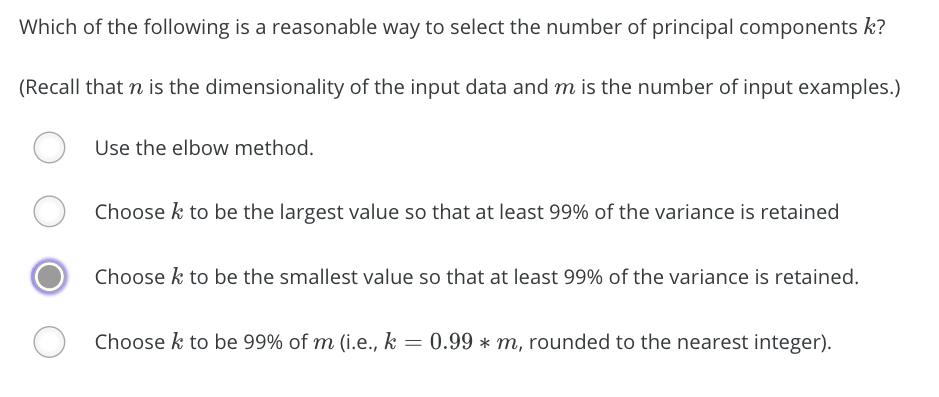 Which of the following is a reasonable way to select the number of principal components k?
(Recall that n is the dimensionality of the input data and m is the number of input examples.)
Use the elbow method.
Choose k to be the largest value so that at least 99% of the variance is retained
Choose k to be the smallest value so that at least 99% of the variance is retained.
Choose k to be 99% of m (i.e., k = 0.99 ∗ m, rounded to the nearest integer).